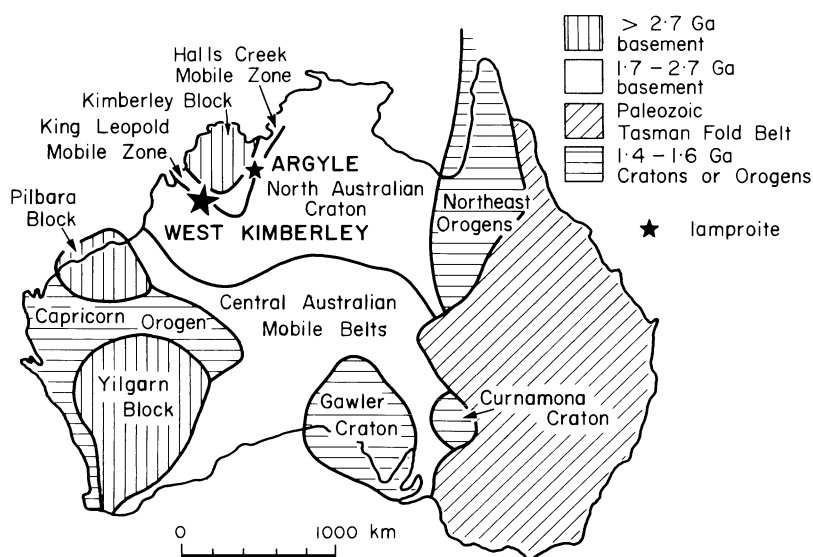 Halls Creek
Mobile Zone
Kimberley
Block
King Leopold
Mobile Zone
ARGYLE
North Australian
Craton
Pilbara
Block
WEST KIMBERLEY
Northeast
Orogens
Capricorn Orogen
Central Australian
Mobile Belts
Yilgarn
Block
Gawler
Craton
Curnamona
Craton
0 1000 km
> 2·7 Ga
basement
1·7 – 2·7 Ga
basement
Paleozoic
Tasman Fold Belt
1·4 – 1·6 Ga
Cratons or Orogens
lamproite